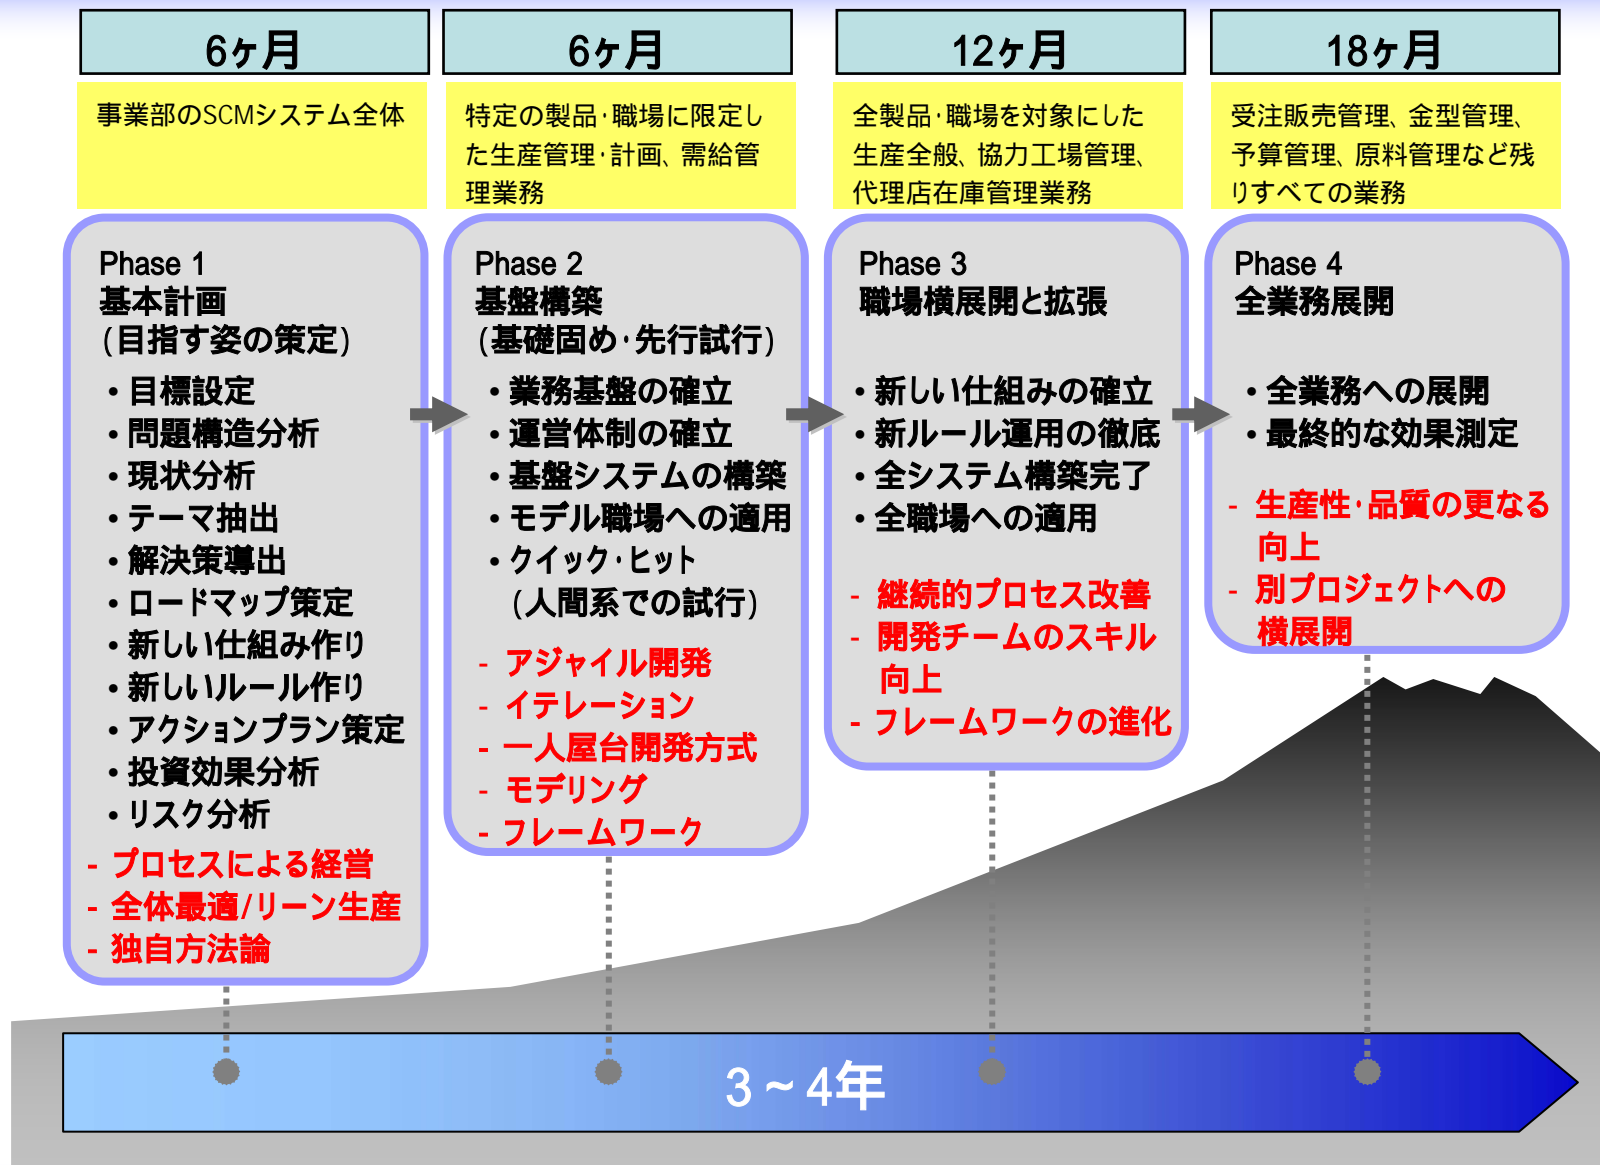 6ヶ月
事業部のSCMシステム全体
Phase 1
基本計画
(目指す姿の策定)
・目標設定
・問題構造分析
・現状分析
・テーマ抽出
・解決策導出
・ロードマップ策定
・新しい仕組み作り
・新しいルール作り
・アクションプラン策定
・投資効果分析
・リスク分析
- プロセスによる経営
- 全体最適/リーン生産
- 独自方法論
6ヶ月
特定の製品・職場に限定し
た生産管理・計画、需給管
理業務
Phase 2
基盤構築
(基礎固め・先行試行)
・業務基盤の確立
・運営体制の確立
・基盤システムの構築
・モデル職場への適用
・クイック・ヒット
(人間系での試行)
- アジャイル開発
- イテレーション
- 一人屋台開発方式
- モデリング
- フレームワーク
12ヶ月
全製品・職場を対象にした
生産全般、協力工場管理、
代理店在庫管理業務
Phase 3
職場横展開と拡張
・新しい仕組みの確立
・新ルール運用の徹底
・全システム構築完了
・全職場への適用
- 継続的プロセス改善
- 開発チームのスキル
向上
- フレームワークの進化
18ヶ月
受注販売管理、金型管理、
予算管理、原料管理など残
りすべての業務
Phase 4
全業務展開
・全業務への展開
・最終的な効果測定
- 生産性・品質の更なる
向上
- 別プロジェクトへの
横展開
3～4年